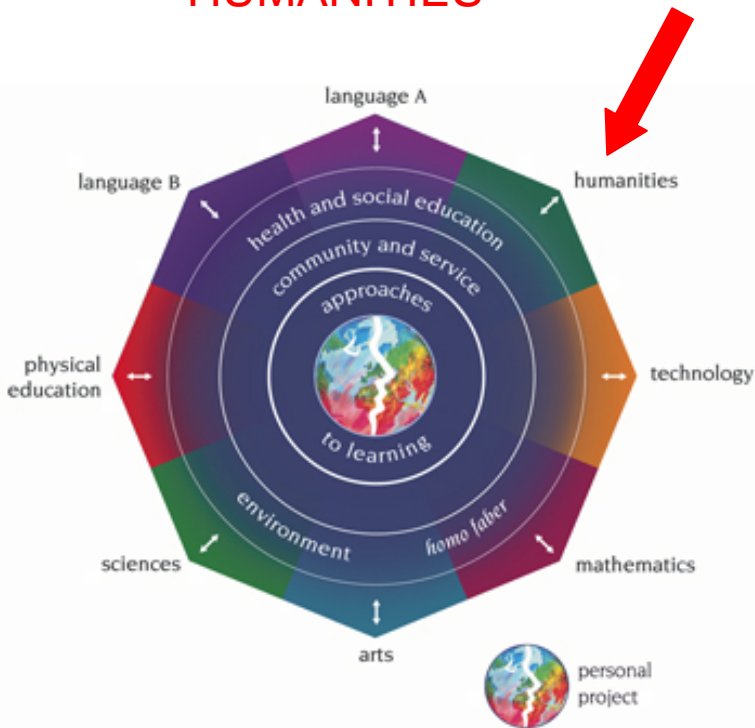 HUMANITIES
language A
language B
humanities
health and social education
community and service
approaches
physical
education
technology
to learning
environment
homo faber
sciences
mathematics
arts
personal
project